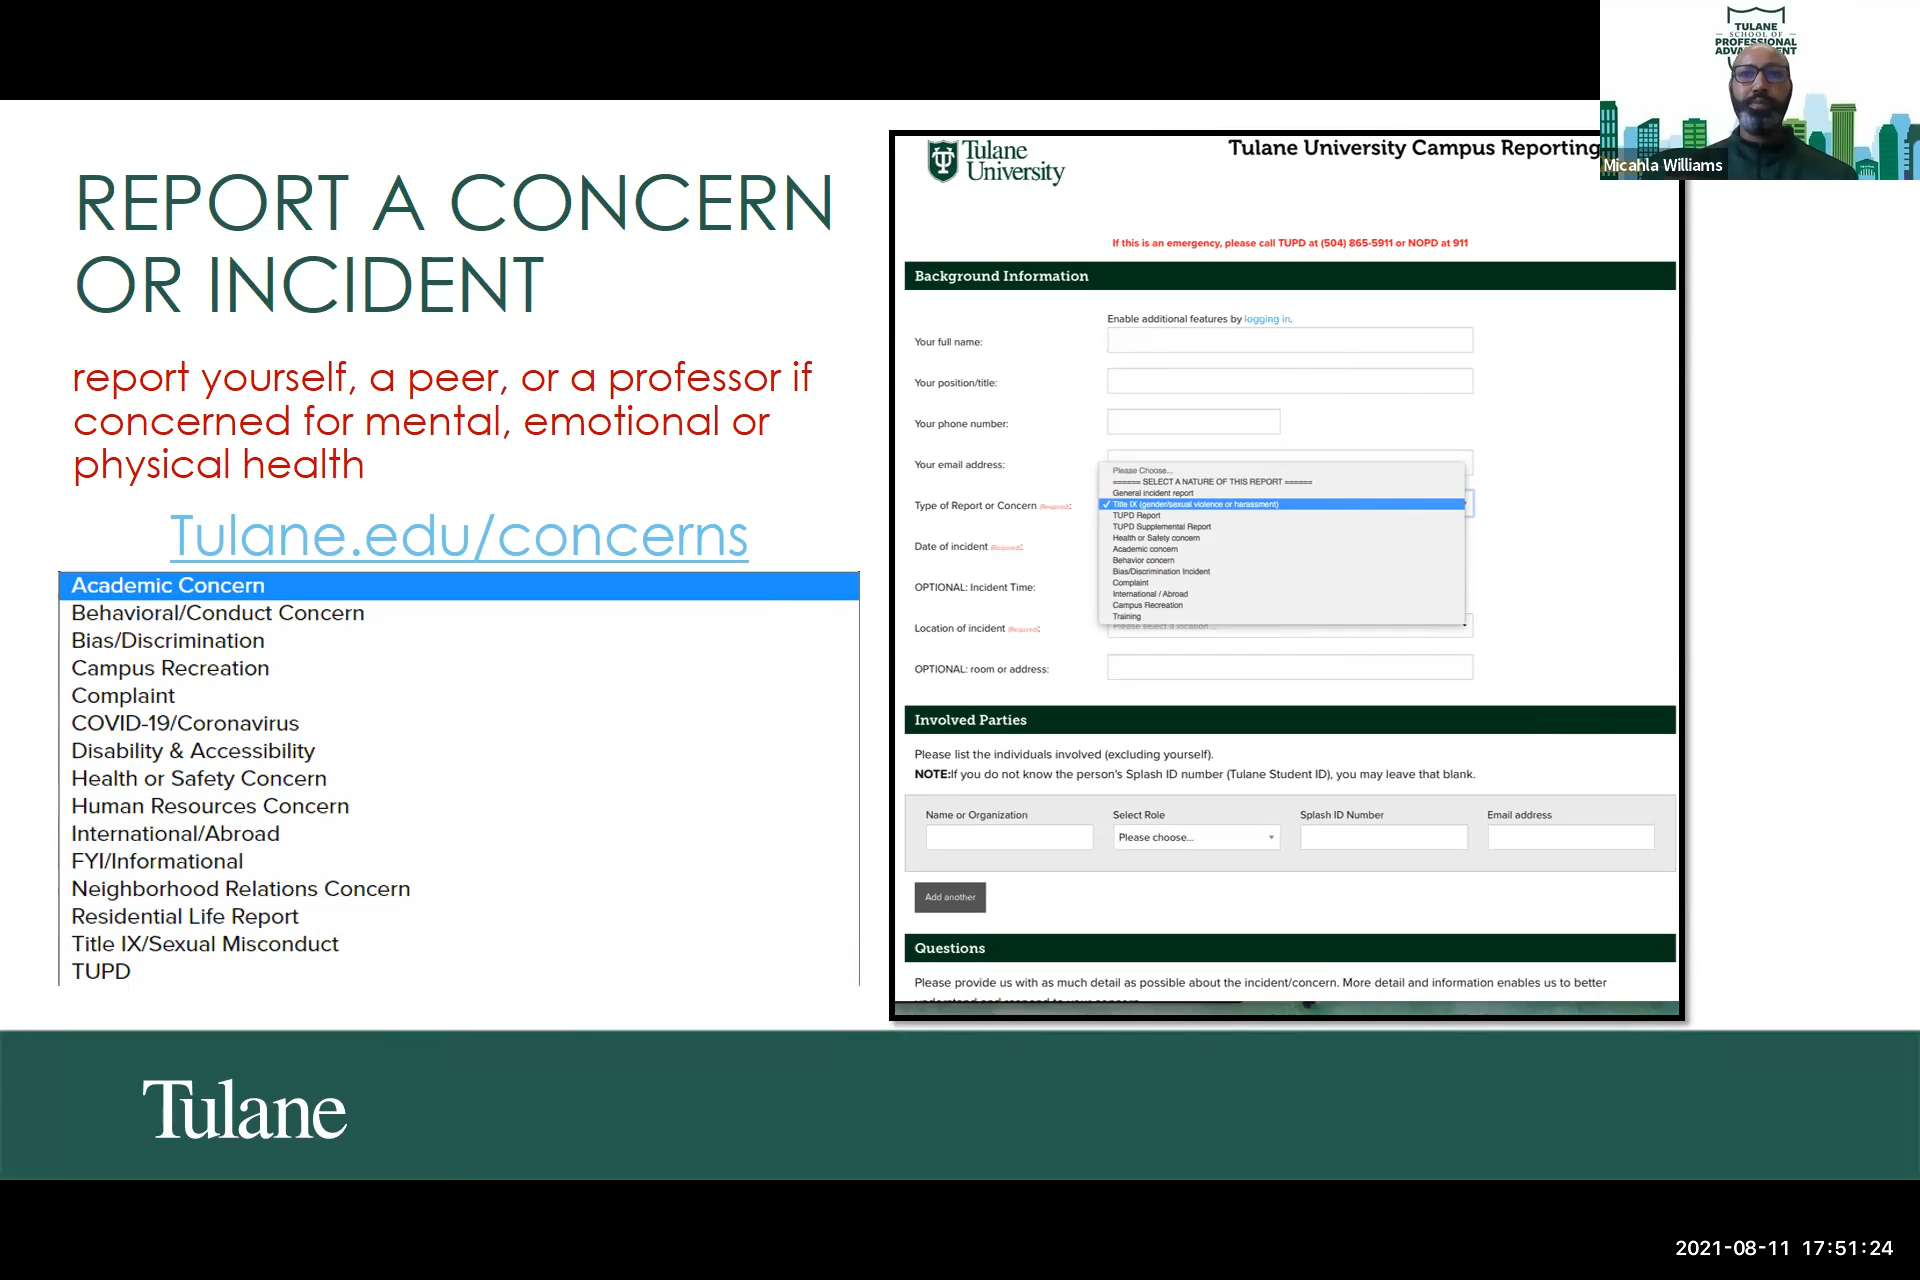 REPORT A CONCERN
OR INCIDENT
report yourself, a peer, or a professor if
concerned for mental, emotional or
physical health
Tulane.edu/concerns
Academic Concern
Behavioral/Conduct Concern
Bias/Discrimination
Campus Recreation
Complaint
COVID-19/Coronavirus
Disability & Accessibility
Health or Safety Concern
Human Resources Concern
International/Abroad
FYI/Informational
Neighborhood Relations Concern
Residential Life Report
Title IX/Sexual Misconduct
TUPD
Tulane
University
Tulane University Campus Reporting
If this is an emergency, please call TUPD at (504) 865-5911 or NOPD at 911
Background Information
Enable additional features by logging in.
Your full name:
Your position/title:
Your phone number:
Your email address:
Type of Report or Concern (Required):
Please Choose...
====== SELECT A NATURE OF THIS REPORT ======
General incident report
✓ Title IX (gender/sexual violence or harassment)
TUPD Report
TUPD Supplemental Report
Health or Safety concern
Academic concern
Behavior concern
Bias/Discrimination Incident
Complaint
International / Abroad
Campus Recreation
Training
Date of incident (Required):
OPTIONAL: Incident Time:
Location of incident (Required):
Please select a location ...
OPTIONAL: room or address:
Involved Parties
Please list the individuals involved (excluding yourself).
NOTE:If you do not know the person's Splash ID number (Tulane Student ID), you may leave that blank.
Name or Organization
Select Role
Splash ID Number
Email address
Please choose...
Add another
Questions
Please provide us with as much detail as possible about the incident/concern. More detail and information enables us to better
understand and respond to your concern.
TULANE
SCHOOL OF
PROFESSIONAL
Micahla Williams
Tulane
2021-08-11 17:51:24